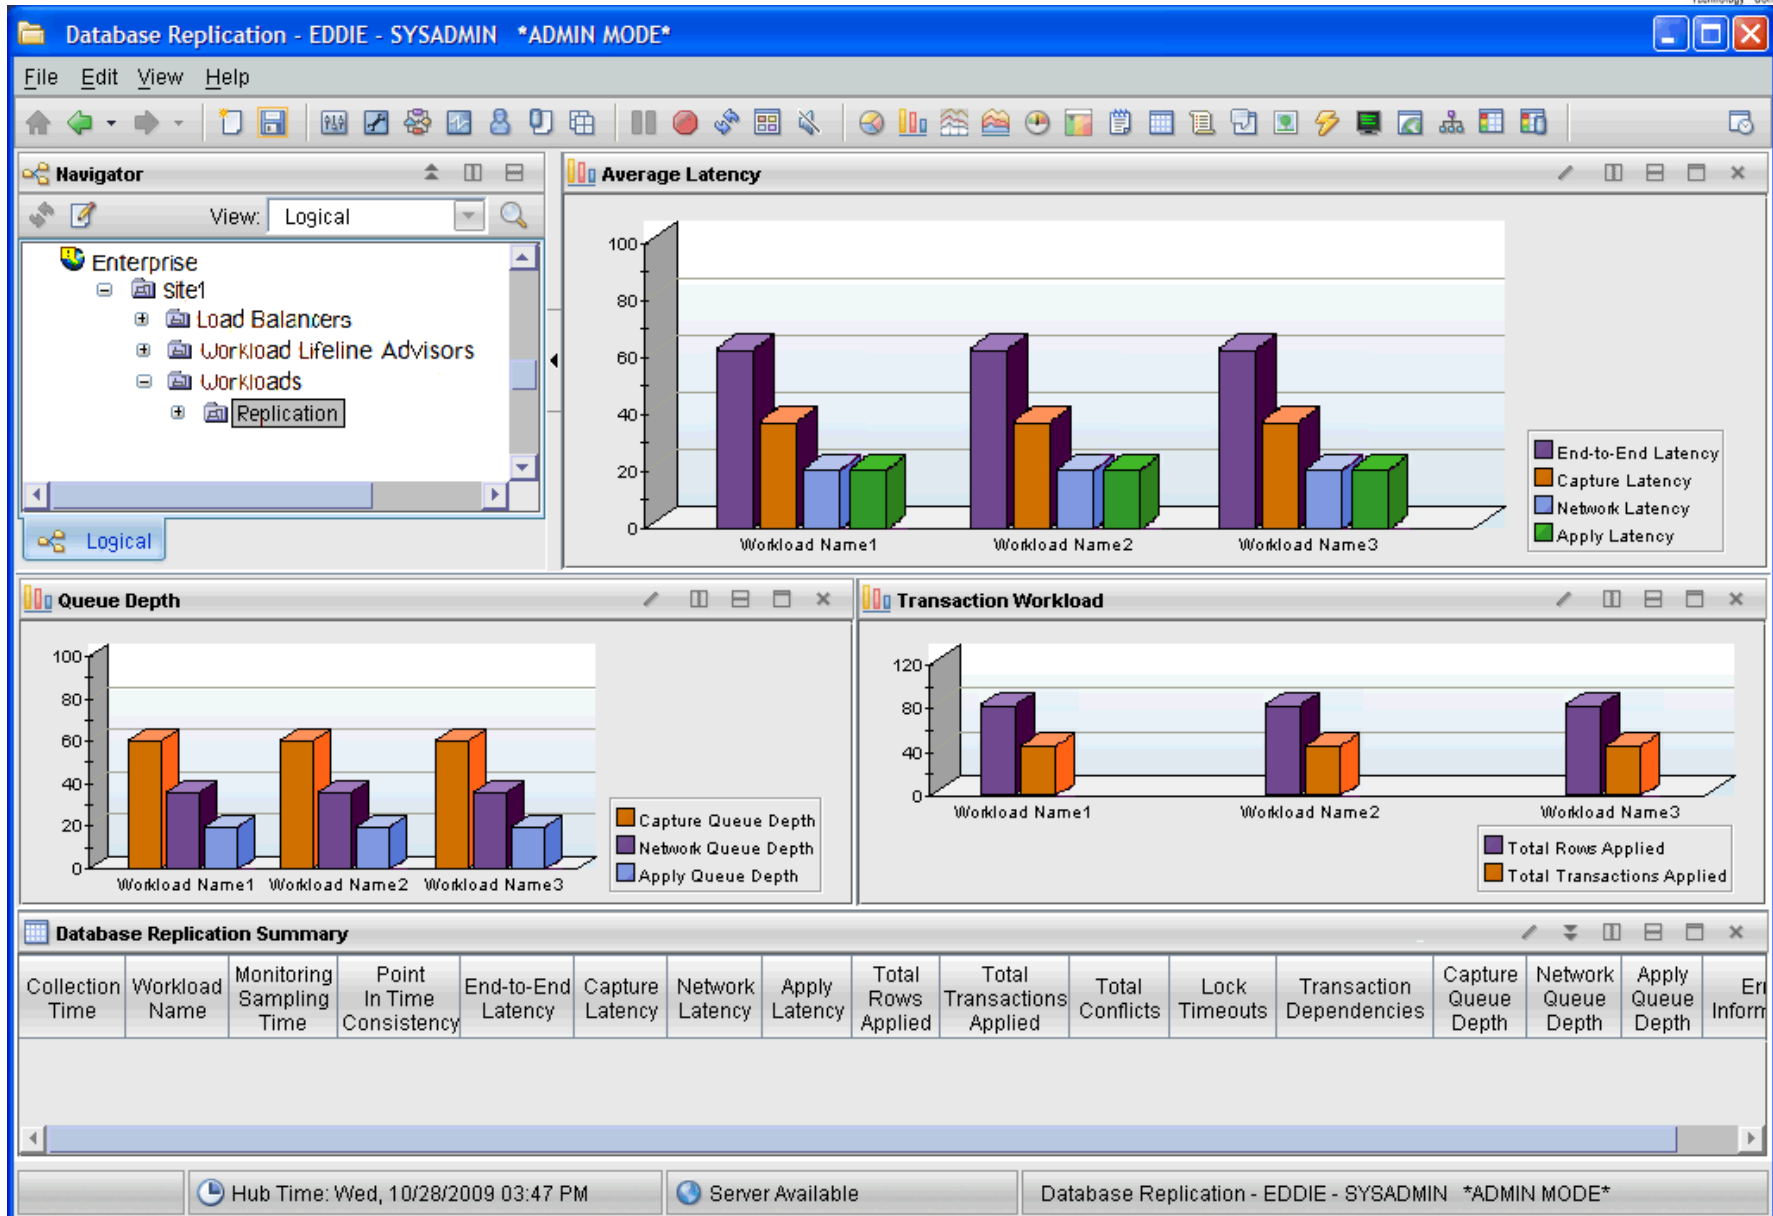 Database Replication - EDDIE - SYSADMIN *ADMIN MODE*
File Edit View Help
Navigator
View: Logical
Enterprise
Site1
Load Balancers
Workload Lifeline Advisors
Workloads
Replication
Logical
Average Latency
100
80
60
40
20
0
Workload Name1 Workload Name2 Workload Name3
End-to-End Latency
Capture Latency
Network Latency
Apply Latency
Queue Depth
100
80
60
40
20
0
Workload Name1 Workload Name2 Workload Name3
Capture Queue Depth
Network Queue Depth
Apply Queue Depth
Transaction Workload
120
80
40
0
Workload Name1 Workload Name2 Workload Name3
Total Rows Applied
Total Transactions Applied
Database Replication Summary
Collection Time
Workload Name
Monitoring Sampling Time
Point In Time Consistency
End-to-End Latency
Capture Latency
Network Latency
Apply Latency
Total Rows Applied
Total Transactions Applied
Total Conflicts
Lock Timeouts
Transaction Dependencies
Capture Queue Depth
Network Queue Depth
Apply Queue Depth
Hub Time: Wed, 10/28/2009 03:47 PM
Server Available
Database Replication - EDDIE - SYSADMIN *ADMIN MODE*